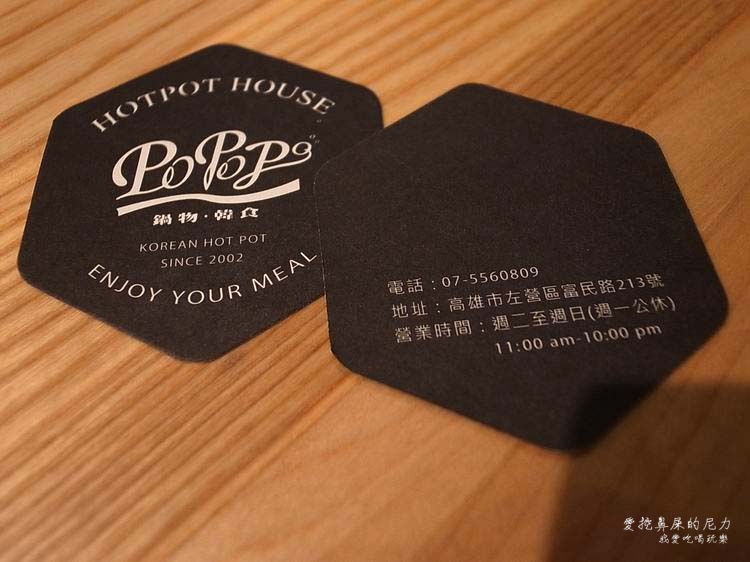 HOTPOT HOUSE
PoPoPo
鍋物·韓食
KOREAN HOT POT
SINCE 2002
ENJOY YOUR MEAL
電話：07-5560809
地址：高雄市左營區富民路213號
營業時間：週二至週日(週一公休)
11:00 am-10:00 pm
愛挖鼻屎的尼力
我愛吃喝玩樂